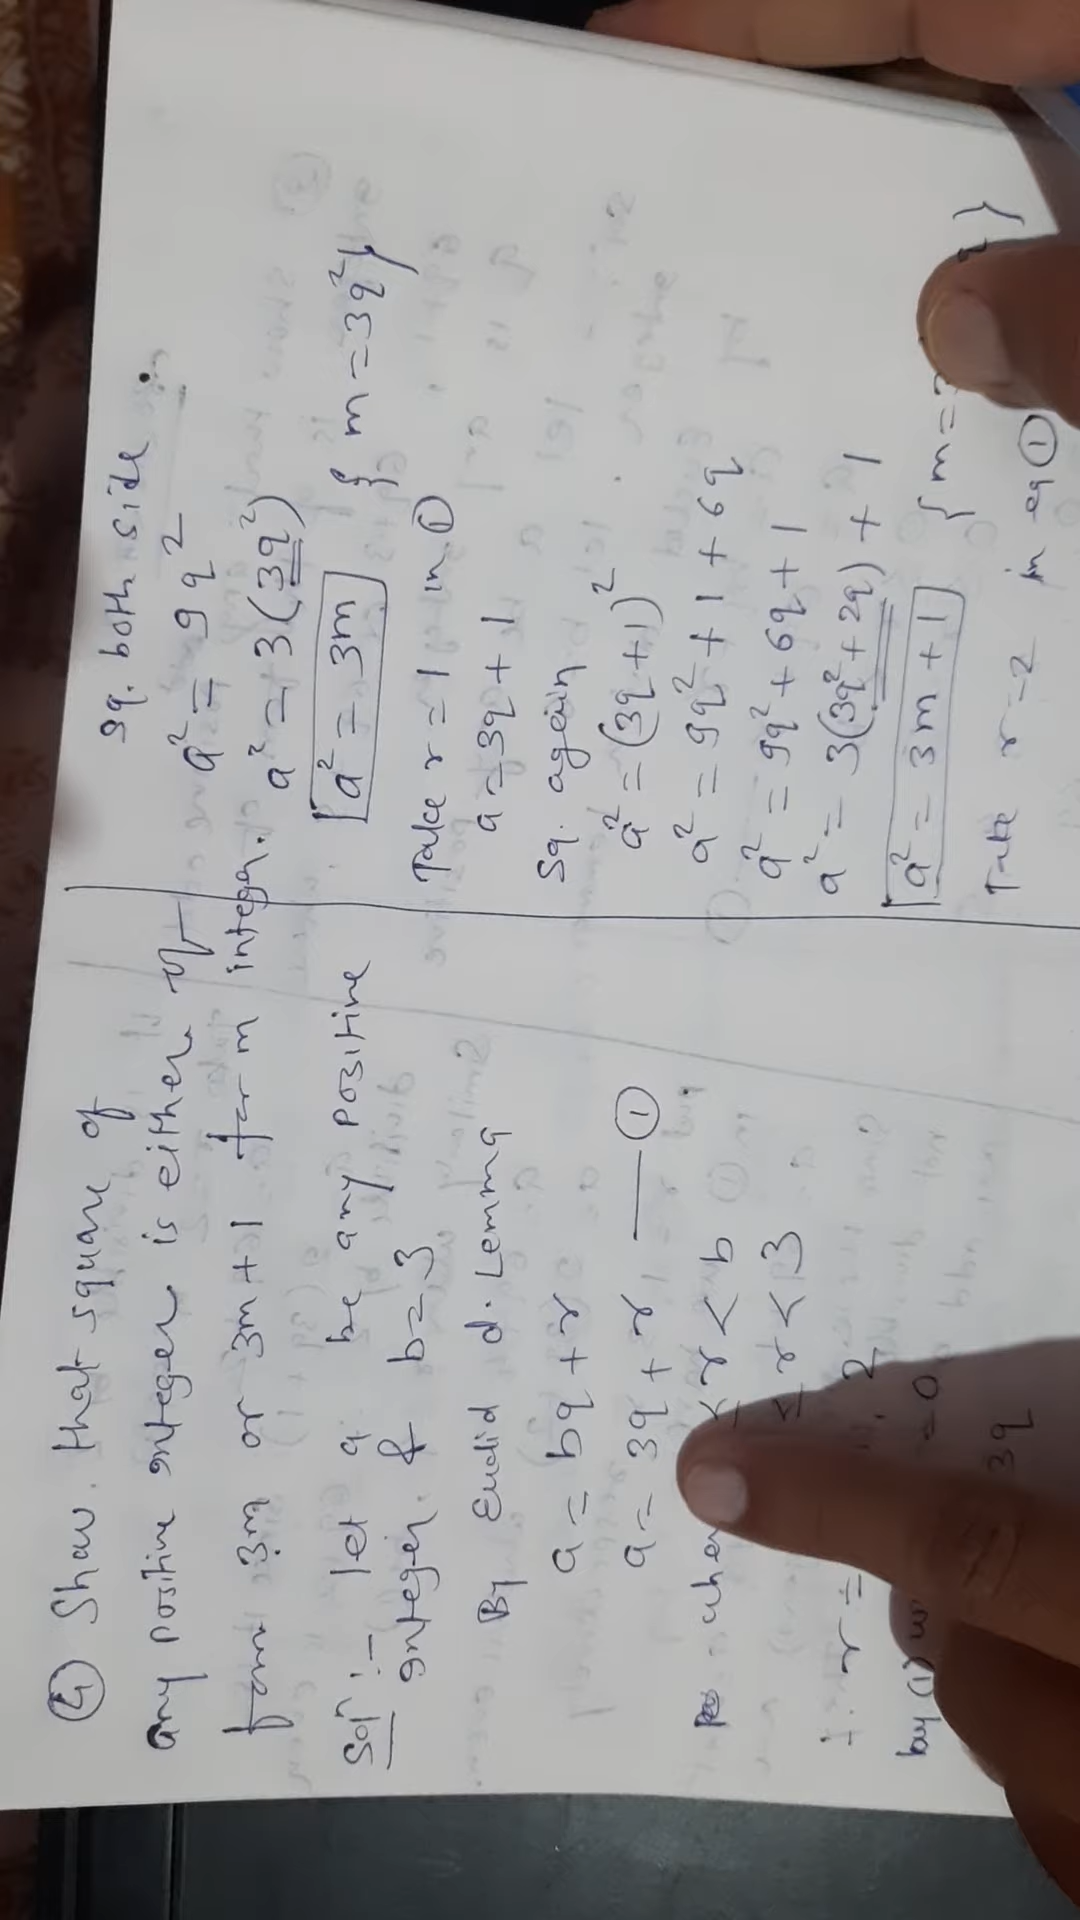 ④ Show that square of
any positive integer is either of
form 3m or 3m+1 for m integer.
Solⁿ:- let a be any positive
integer & b=3
By Euclid d. Lemma
a = bq + r
a = 3q + r —— ①
where ≤ r < b
≤ r < 3
r = , 2
by (1) = 0
3q
Sq. both side
a² = 9q²
a² = 3(3q²)
a² = 3m { m = 3q² }
Take r = 1 in ①
a = 3q + 1
Sq. again
a² = (3q + 1)²
a² = 9q² + 1 + 6q
a² = 9q² + 6q + 1
a² = 3(3q² + 2q) + 1
a² = 3m + 1 { m = }
Take r = 2 in eq ①